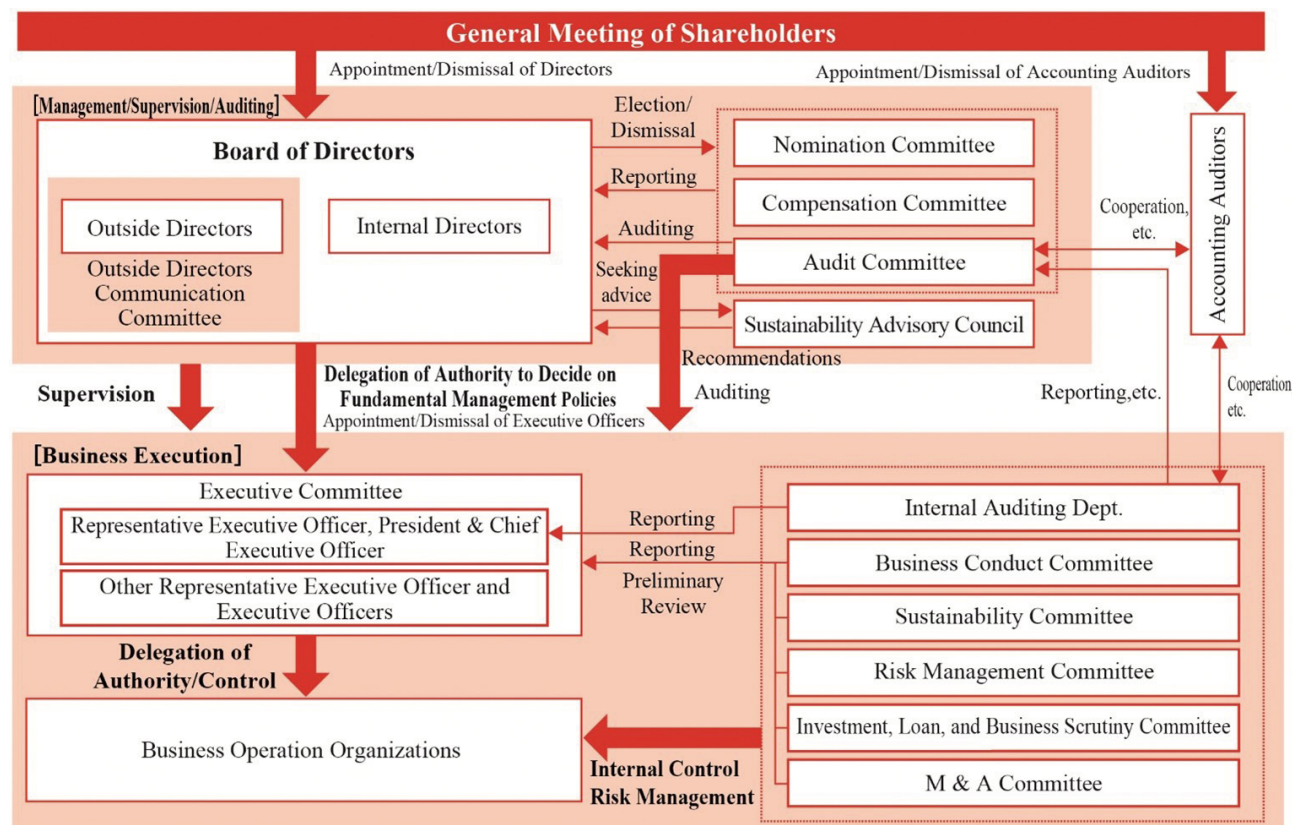 General Meeting of Shareholders
Appointment/Dismissal of Directors
Appointment/Dismissal of Accounting Auditors
[Management/Supervision/Auditing]
Board of Directors
Outside Directors
Outside Directors
Communication
Committee
Internal Directors
Election/
Dismissal
Reporting
Auditing
Seeking
advice
Nomination Committee
Compensation Committee
Audit Committee
Sustainability Advisory Council
Recommendations
Cooperation,
etc.
Accounting Auditors
Supervision
Delegation of Authority to Decide on
Fundamental Management Policies
Appointment/Dismissal of Executive Officers
Auditing
Reporting,etc.
Cooperation
etc.
[Business Execution]
Executive Committee
Representative Executive Officer, President & Chief
Executive Officer
Other Representative Executive Officer and
Executive Officers
Reporting
Reporting
Preliminary
Review
Internal Auditing Dept.
Business Conduct Committee
Sustainability Committee
Risk Management Committee
Investment, Loan, and Business Scrutiny Committee
M & A Committee
Delegation of
Authority/Control
Business Operation Organizations
Internal Control
Risk Management